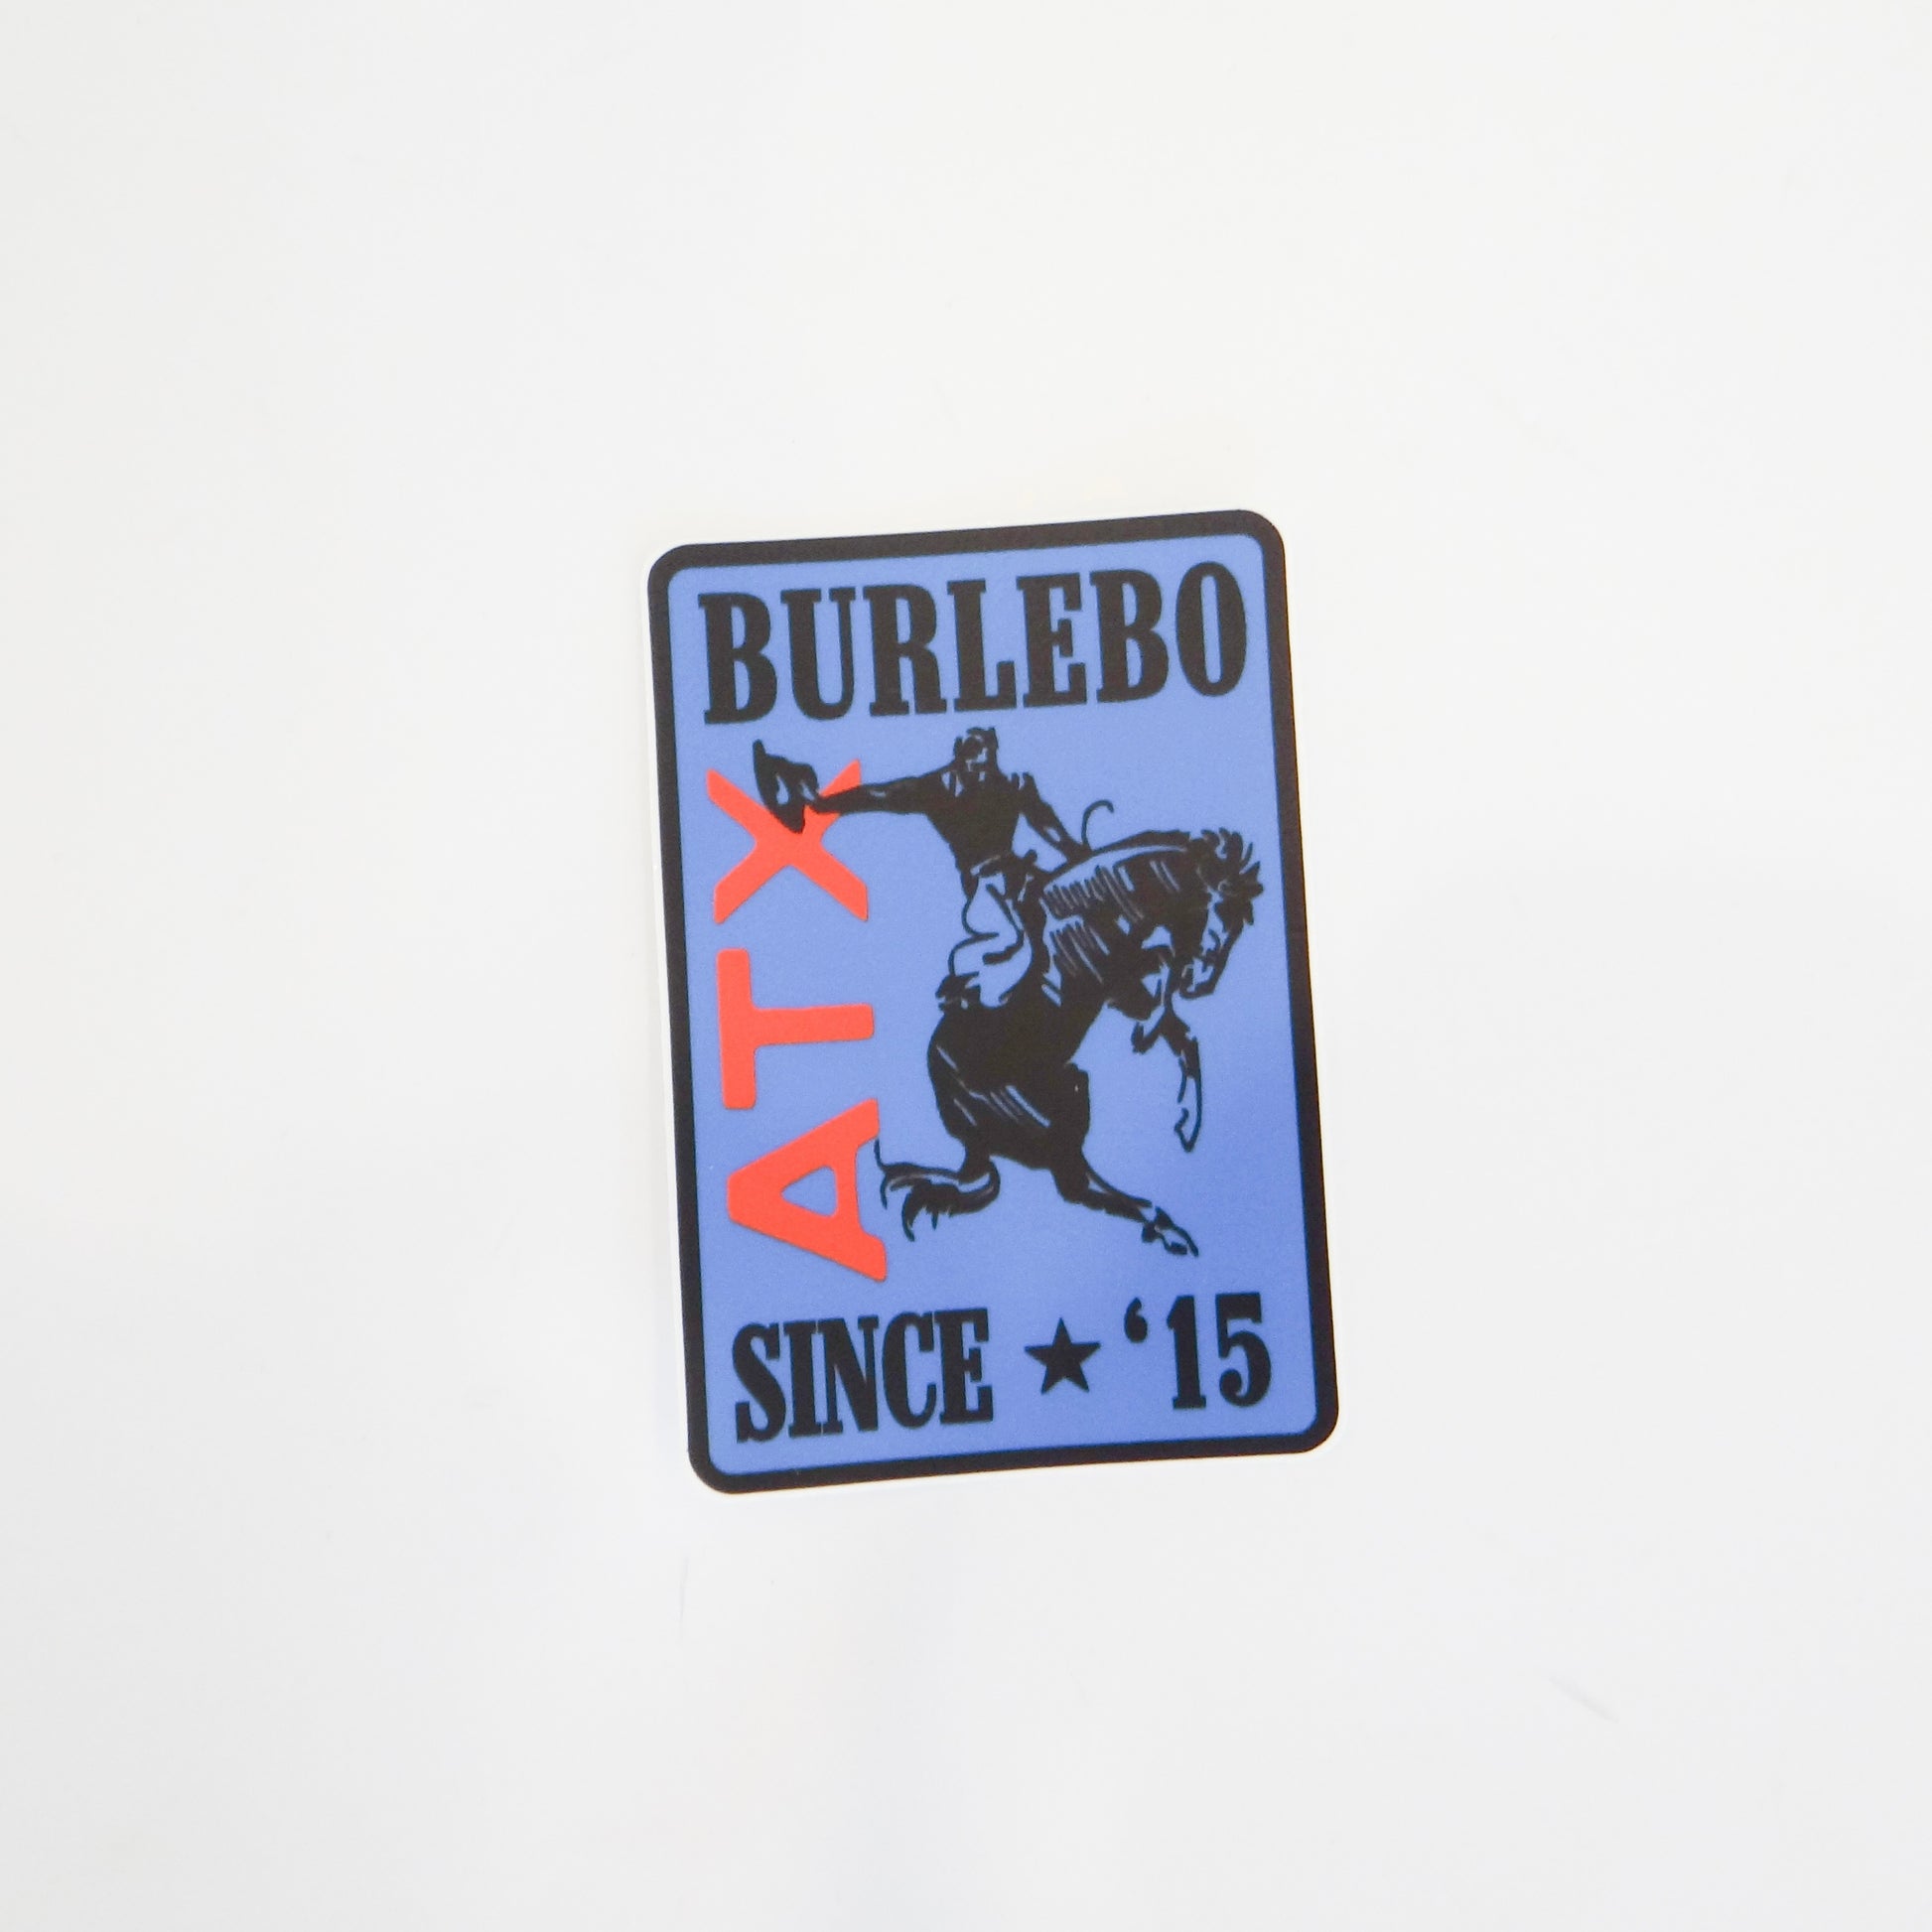 BURLEBO
ATX
SINCE ★ ‘15